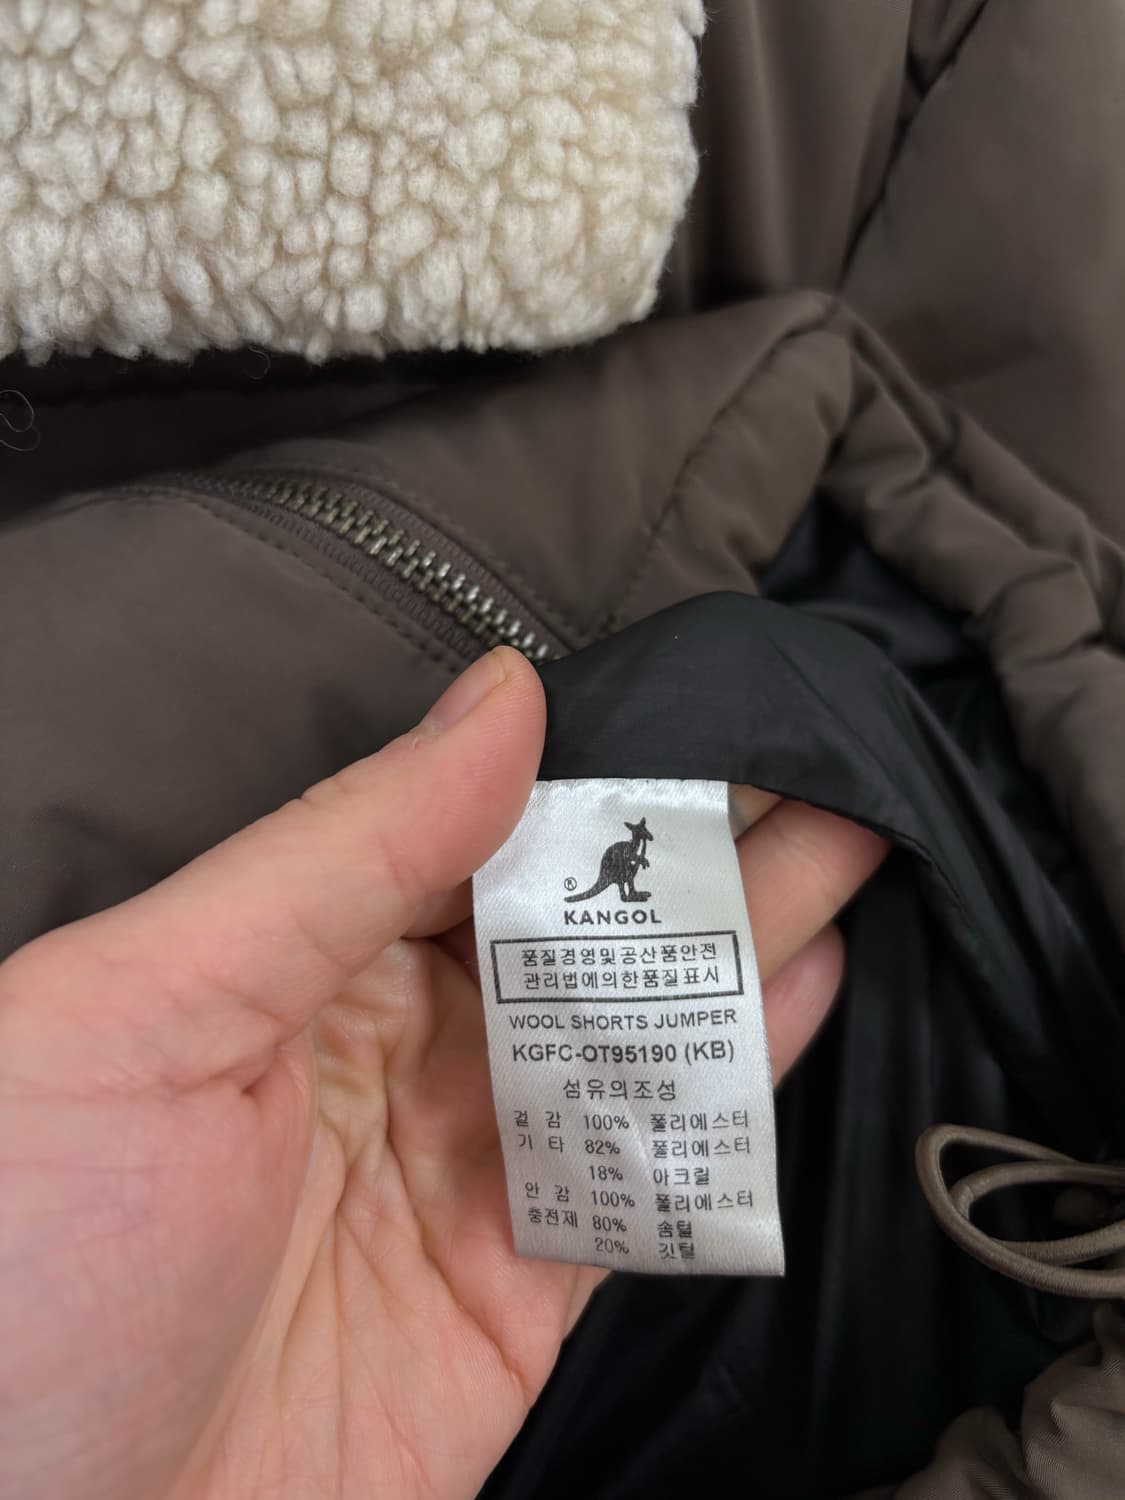 ®
KANGOL
품질경영및공산품안전
관리법에의한품질표시
WOOL SHORTS JUMPER
KGFC-OT95190 (KB)
섬유의조성
겉 감 100% 폴리에스터
기 타 82% 폴리에스터
18% 아크릴
안 감 100% 폴리에스터
충전재 80% 솜털
20% 깃털